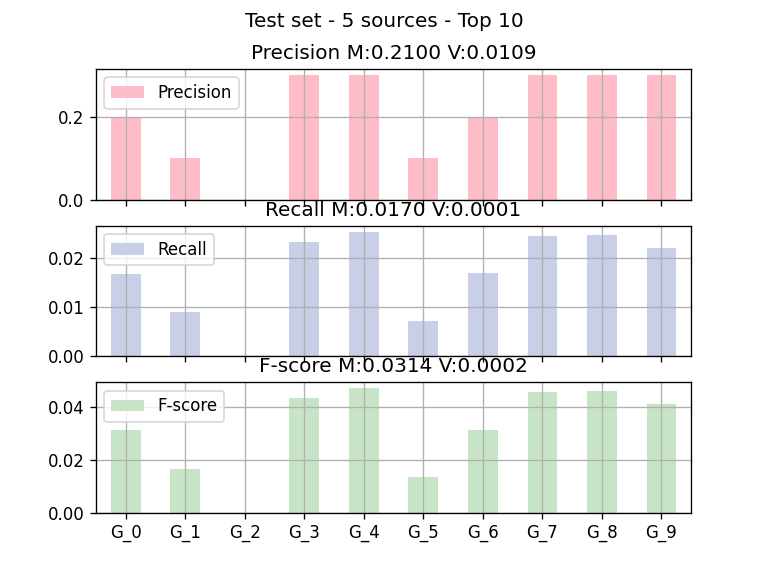 Test set - 5 sources - Top 10
Precision M:0.2100 V:0.0109
Precision
0.2
0.0
Recall M:0.0170 V:0.0001
Recall
0.02
0.01
0.00
F-score M:0.0314 V:0.0002
F-score
0.04
0.02
0.00
G_0 G_1 G_2 G_3 G_4 G_5 G_6 G_7 G_8 G_9